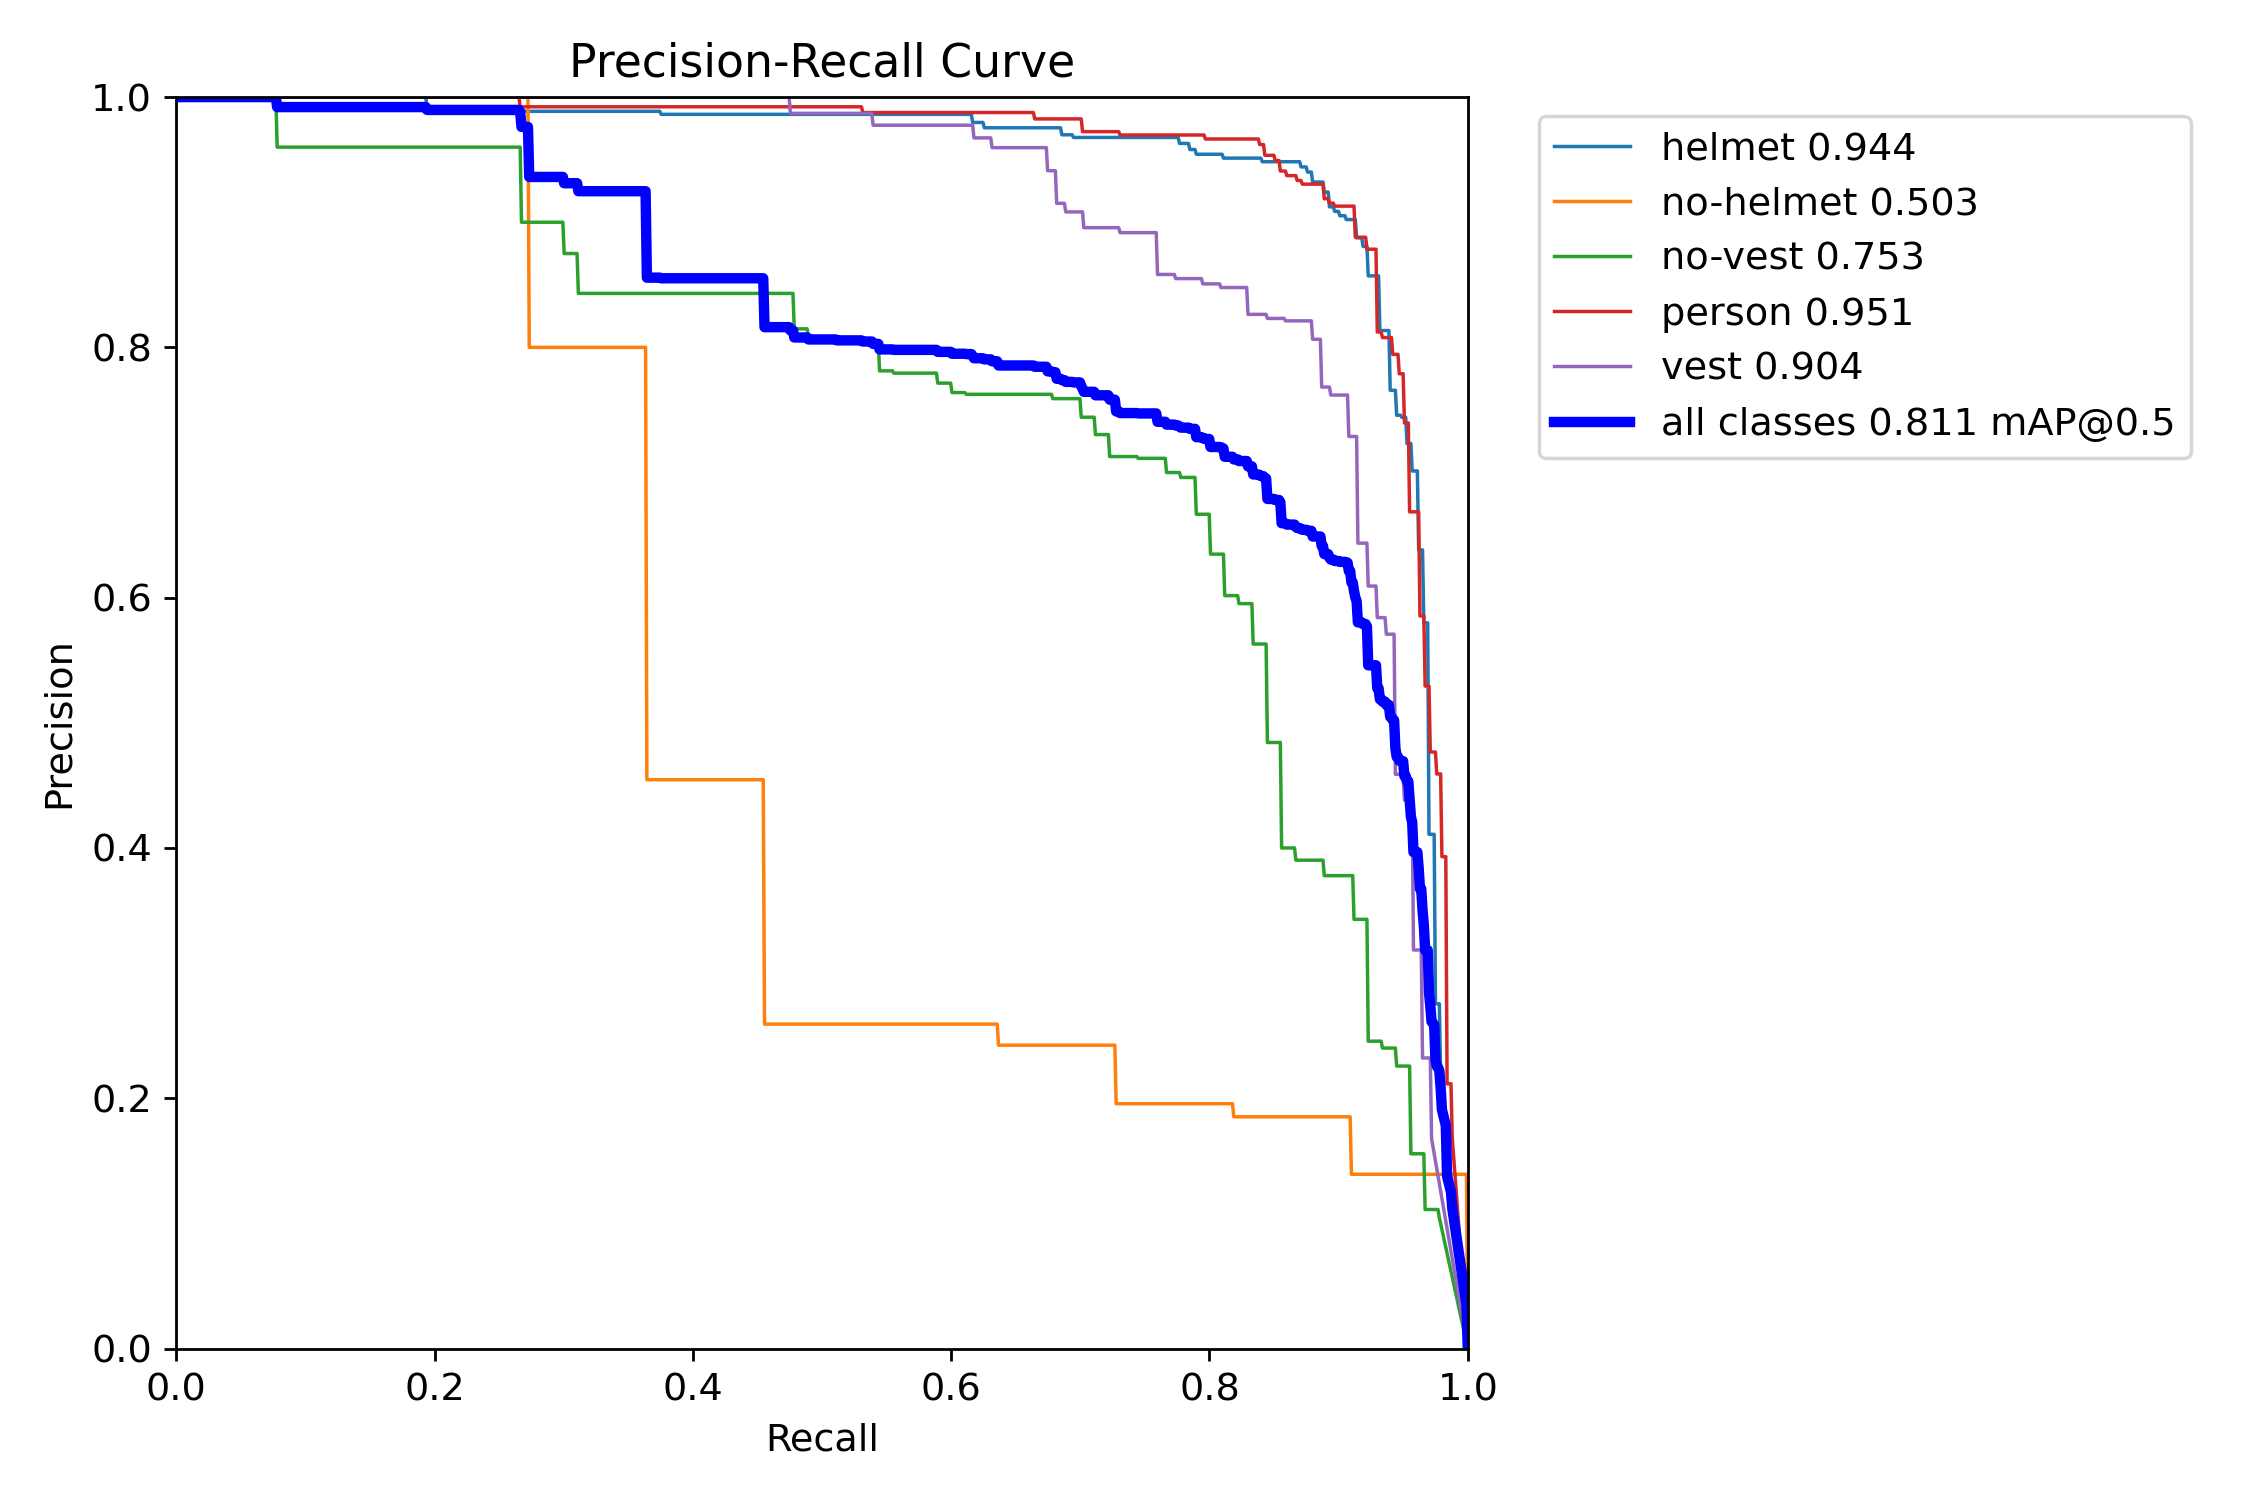 Precision-Recall Curve
1.0
0.8
0.6
0.4
0.2
0.0
Precision
0.0 0.2 0.4 0.6 0.8 1.0
Recall
helmet 0.944
no-helmet 0.503
no-vest 0.753
person 0.951
vest 0.904
all classes 0.811 mAP@0.5